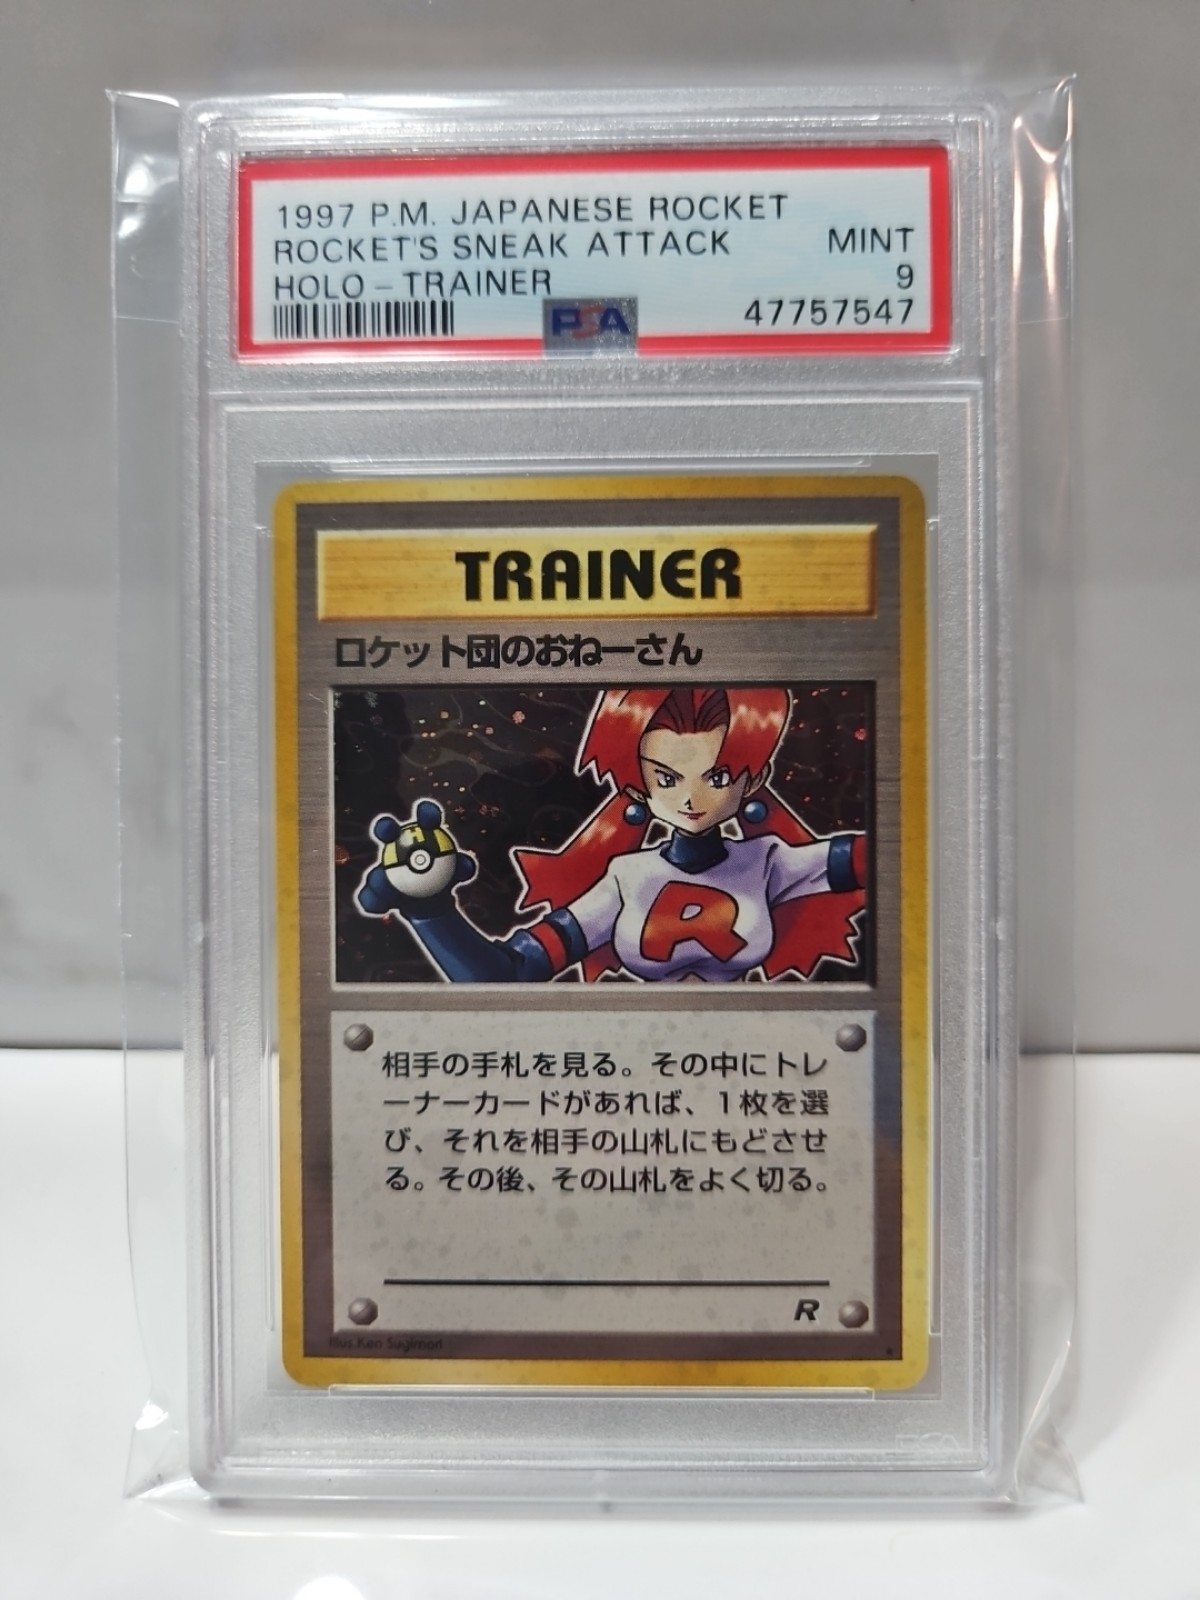 1997 P.M. JAPANESE ROCKET
ROCKET'S SNEAK ATTACK MINT
HOLO - TRAINER 9
PSA 47757547
TRAINER
ロケット団のおねーさん
H
R
相手の手札を見る。その中にトレ
ーナーカードがあれば、1枚を選
び、それを相手の山札にもどさせ
る。その後、その山札をよく切る。
R
Illus. Ken Sugimori
PSA